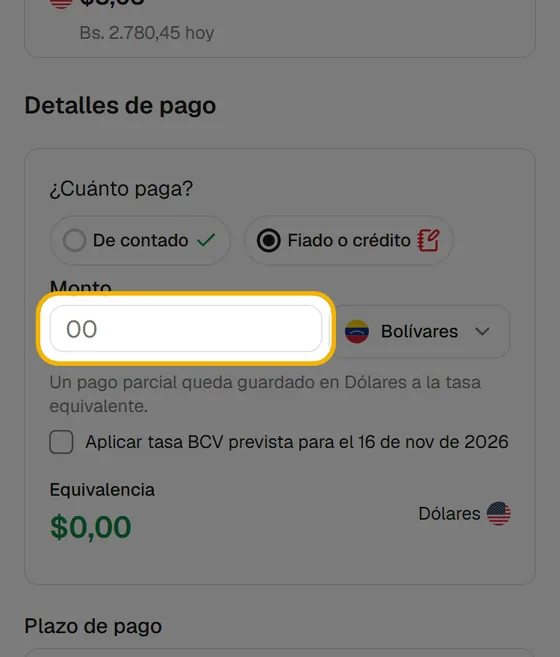 Bs. 2.780,45 hoy
Detalles de pago
¿Cuánto paga?
De contado
Fiado o crédito
Monto
00
Bolívares
Un pago parcial queda guardado en Dólares a la tasa
equivalente.
Aplicar tasa BCV prevista para el 16 de nov de 2026
Equivalencia
Dólares
$0,00
Plazo de pago